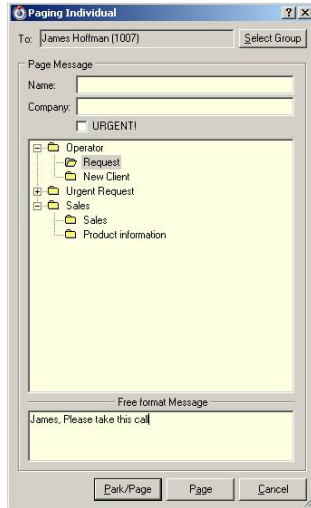 Paging Individual
To: James Hoffman (1007) Select Group
Page Message
Name:
Company:
URGENT!
Operator
Request
New Client
Urgent Request
Sales
Sales
Product information
Free format Message
James, Please take this call
Park/Page Page Cancel